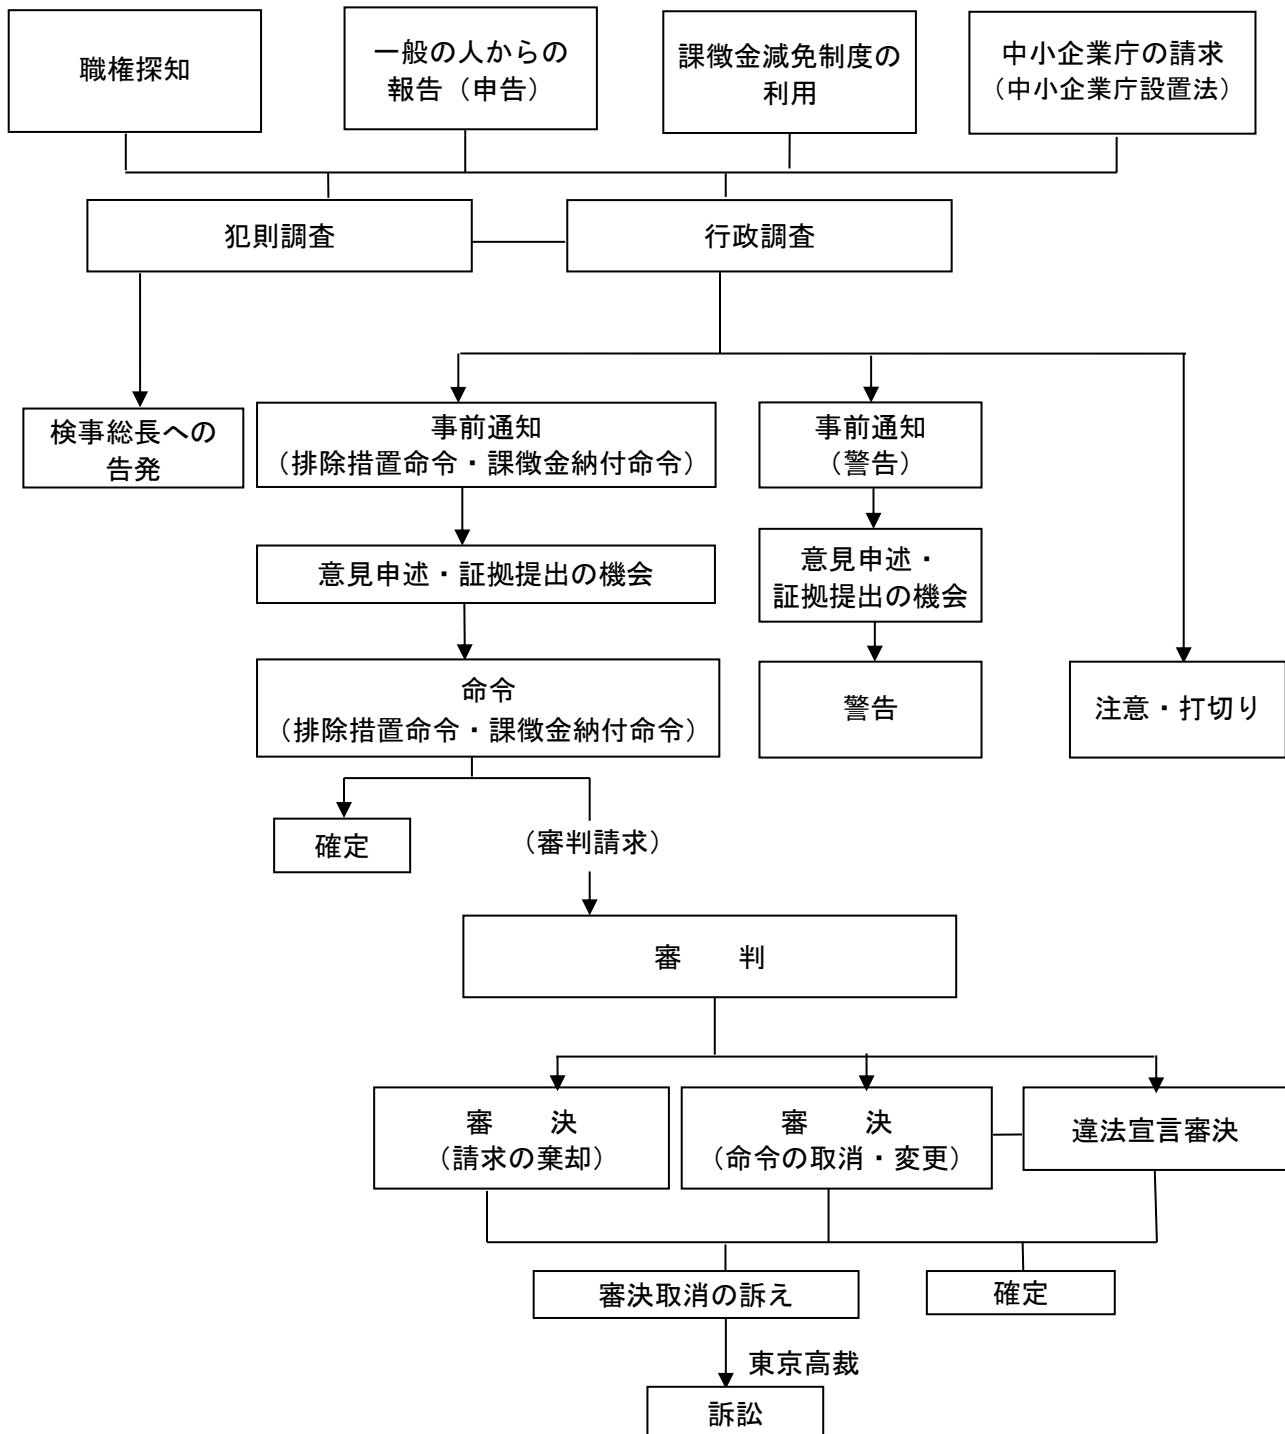 職権探知
一般の人からの
報告（申告）
課徴金減免制度の
利用
中小企業庁の請求
（中小企業庁設置法）
犯則調査
行政調査
検事総長への
告発
事前通知
（排除措置命令・課徴金納付命令）
事前通知
（警告）
意見申述・証拠提出の機会
意見申述・
証拠提出の機会
命令
（排除措置命令・課徴金納付命令）
警告
注意・打切り
確定
（審判請求）
審　　判
審　　決
（請求の棄却）
審　　決
（命令の取消・変更）
違法宣言審決
審決取消の訴え
確定
東京高裁
訴訟